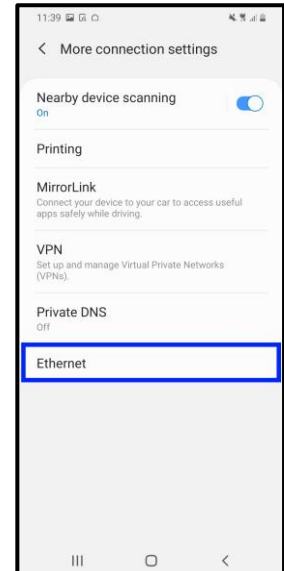 11:39
< More connection settings
Nearby device scanning
On
Printing
MirrorLink
Connect your device to your car to access useful
apps safely while driving.
VPN
Set up and manage Virtual Private Networks
(VPNs).
Private DNS
Off
Ethernet